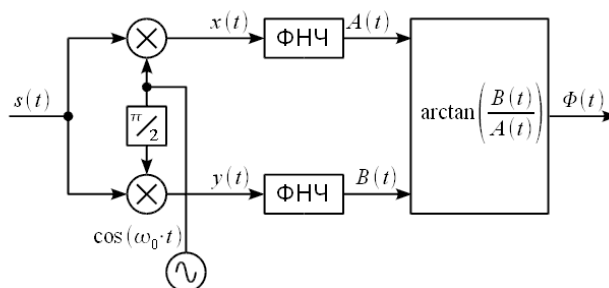 x(t) ФНЧ A(t)
s(t)
π/2
arctan(B(t)/A(t)) Φ(t)
y(t) ФНЧ B(t)
cos(ω₀·t)